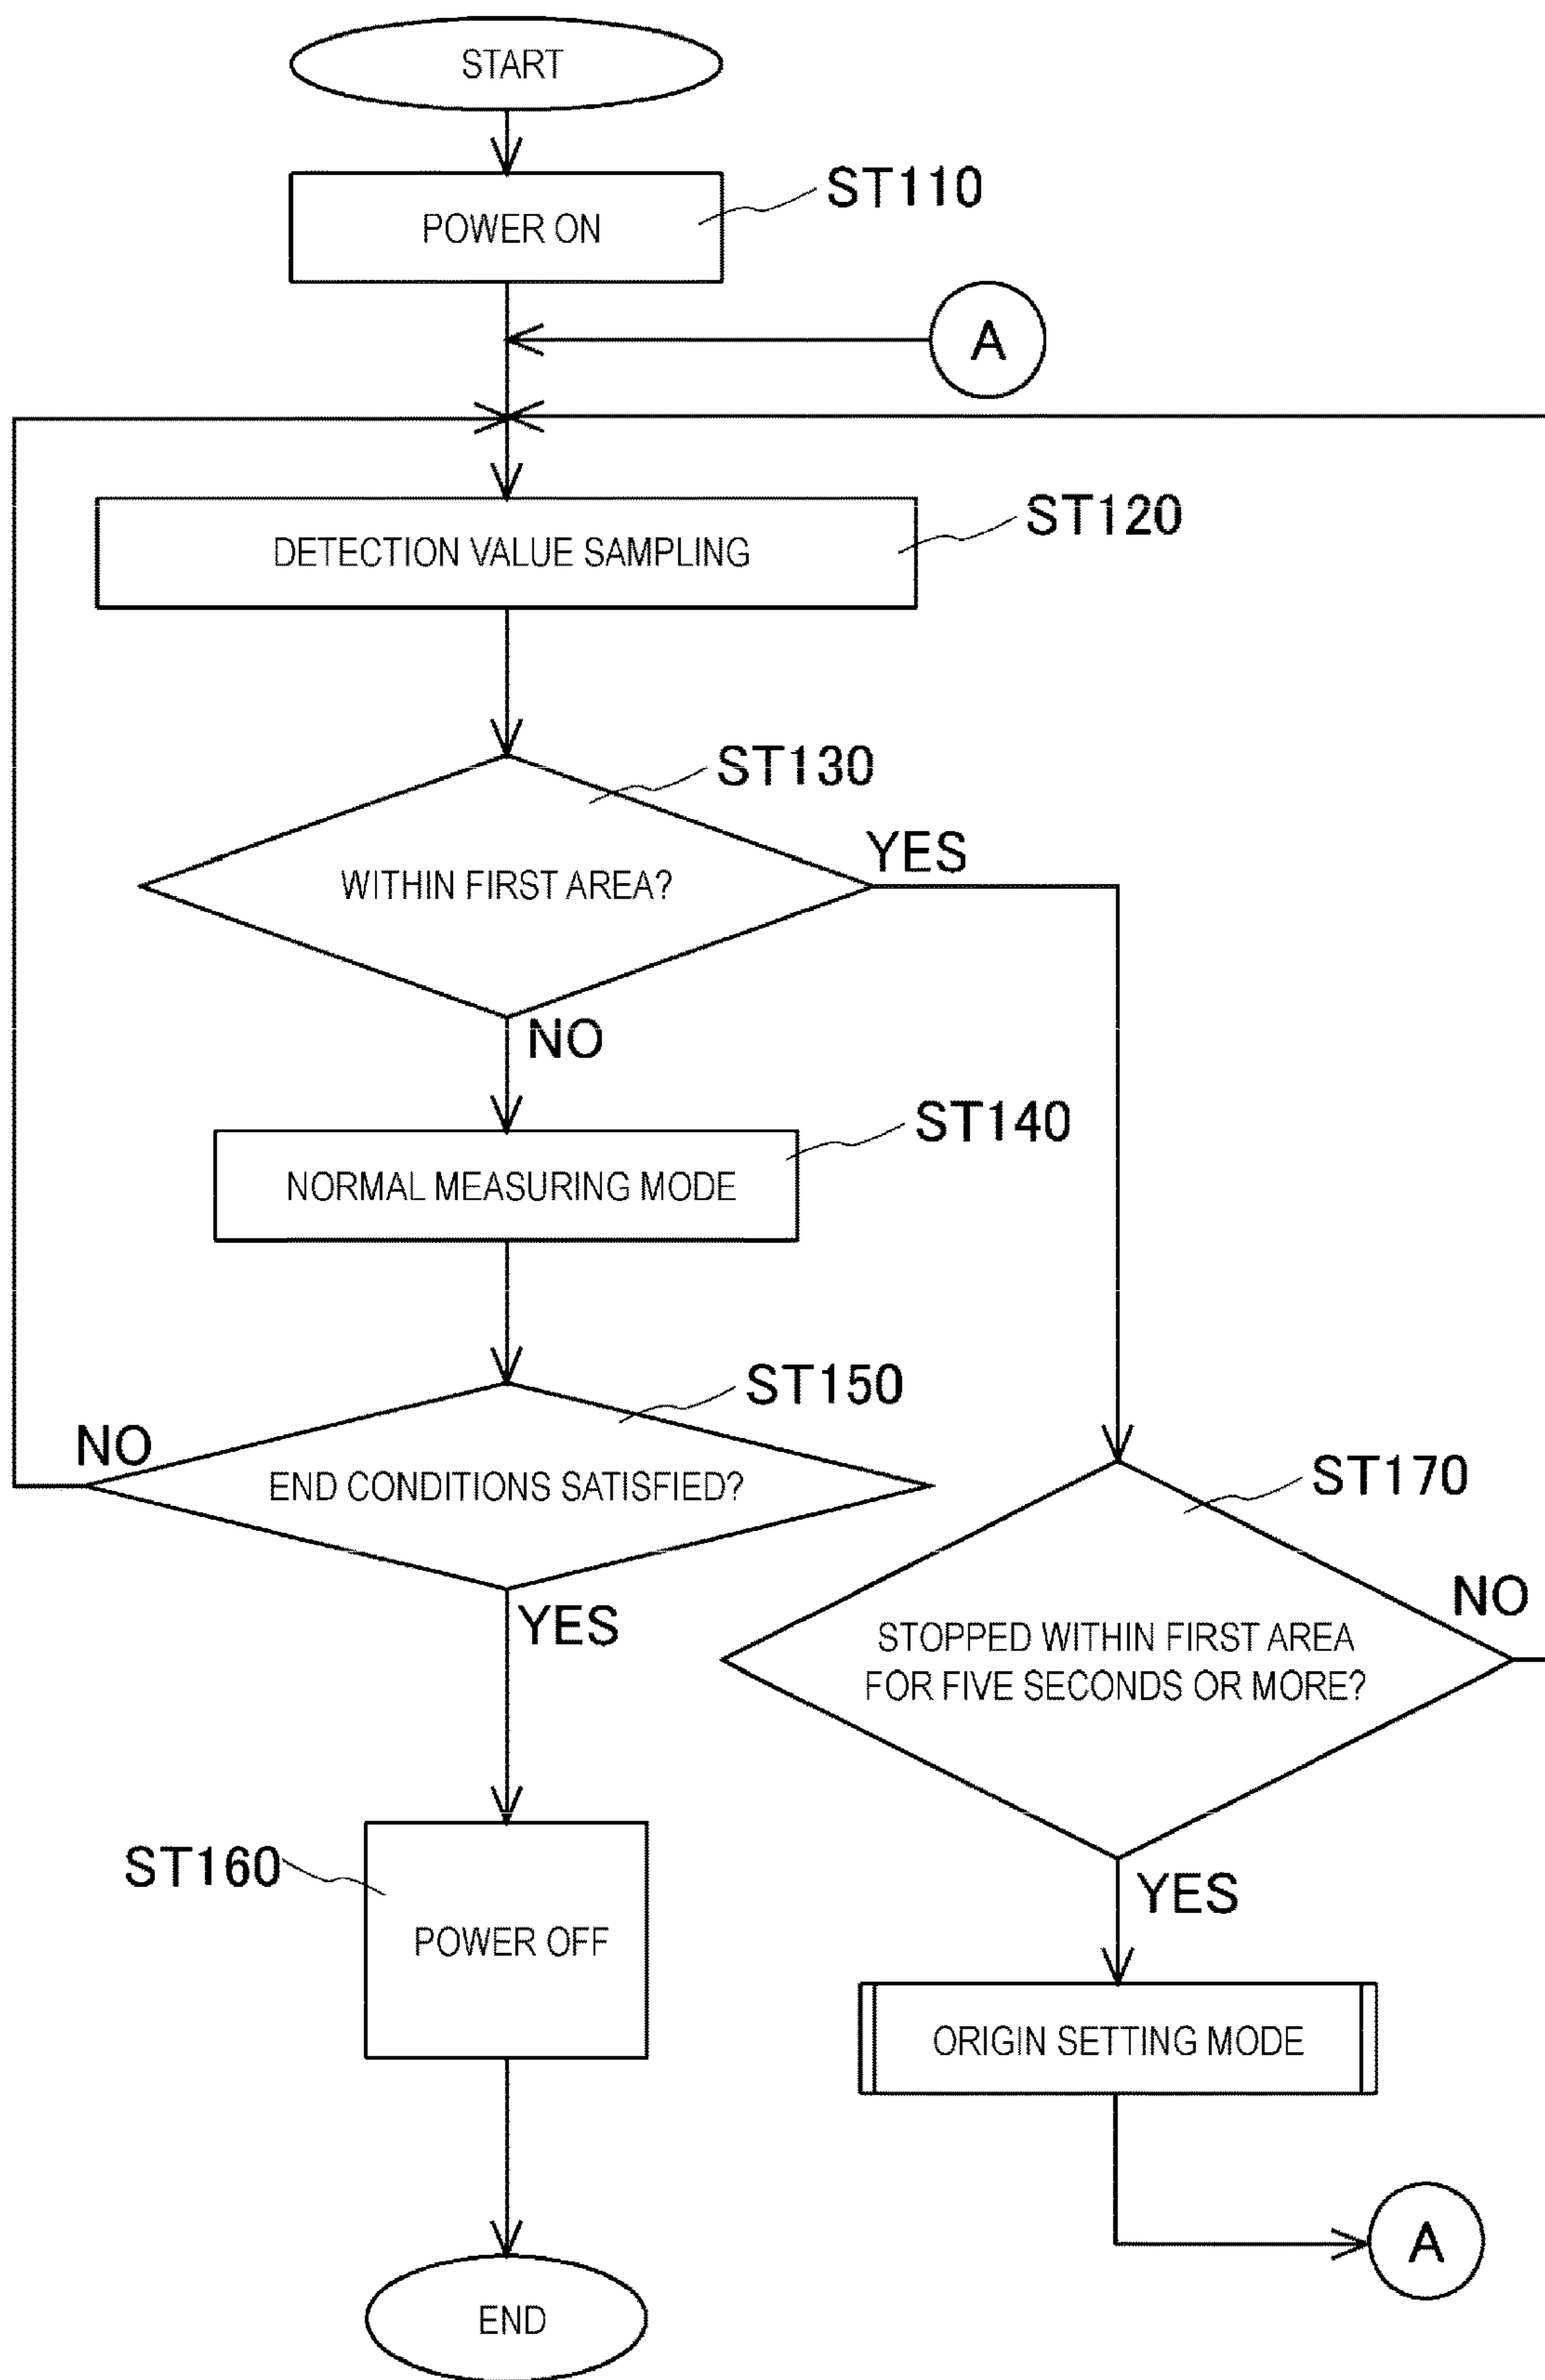 START
ST110
POWER ON
A
ST120
DETECTION VALUE SAMPLING
ST130
YES
WITHIN FIRST AREA?
NO
ST140
NORMAL MEASURING MODE
ST150
NO
END CONDITIONS SATISFIED?
YES
ST170
NO
STOPPED WITHIN FIRST AREA
FOR FIVE SECONDS OR MORE?
ST160
POWER OFF
YES
ORIGIN SETTING MODE
A
END